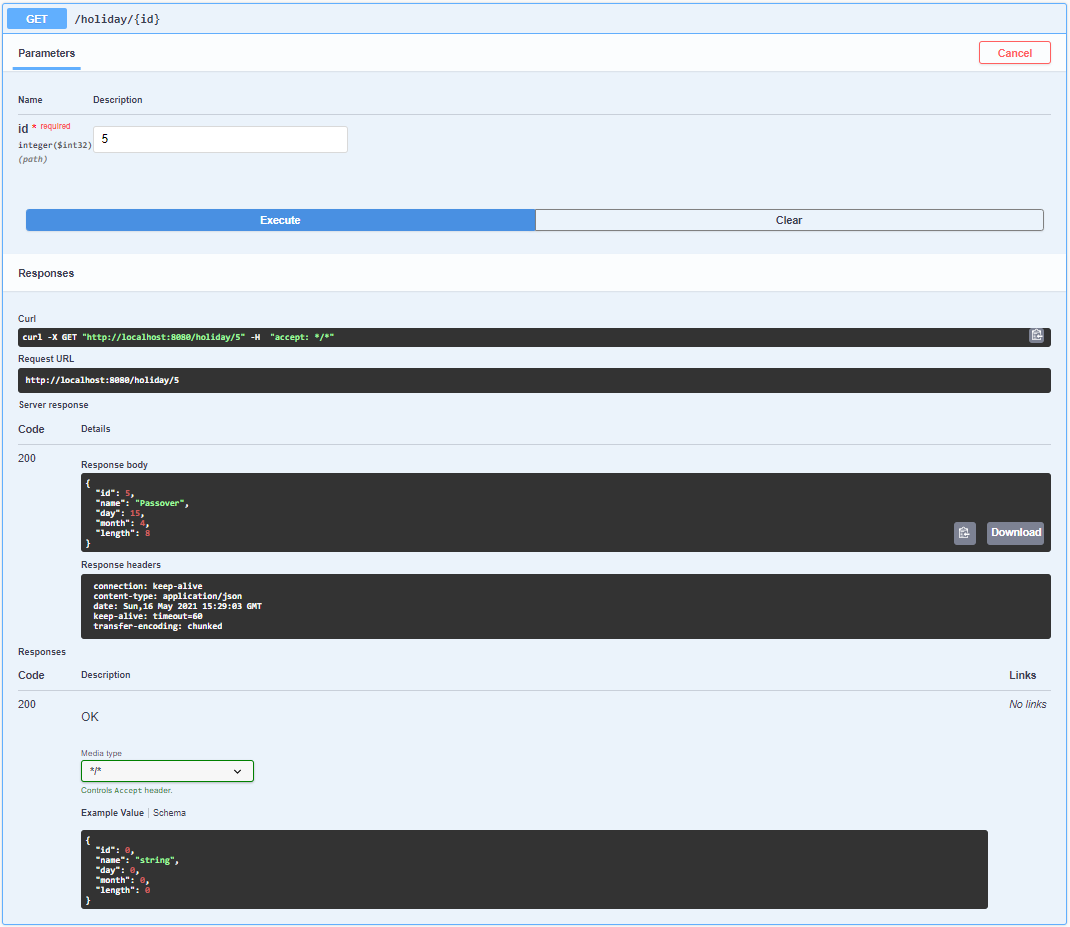 GET /holiday/{id}
Parameters
Cancel
Name Description
id * required
integer($int32)
(path)
5
Execute Clear
Responses
Curl
curl -X GET "http://localhost:8080/holiday/5" -H  "accept: */*"
Request URL
http://localhost:8080/holiday/5
Server response
Code Details
200
Response body
{
  "id": 5,
  "name": "Passover",
  "day": 15,
  "month": 4,
  "length": 8
}
Download
Response headers
connection: keep-alive
content-type: application/json
date: Sun,16 May 2021 15:29:03 GMT
keep-alive: timeout=60
transfer-encoding: chunked
Responses
Code Description Links
200 No links
OK
Media type
*/*
Controls Accept header.
Example Value | Schema
{
  "id": 0,
  "name": "string",
  "day": 0,
  "month": 0,
  "length": 0
}